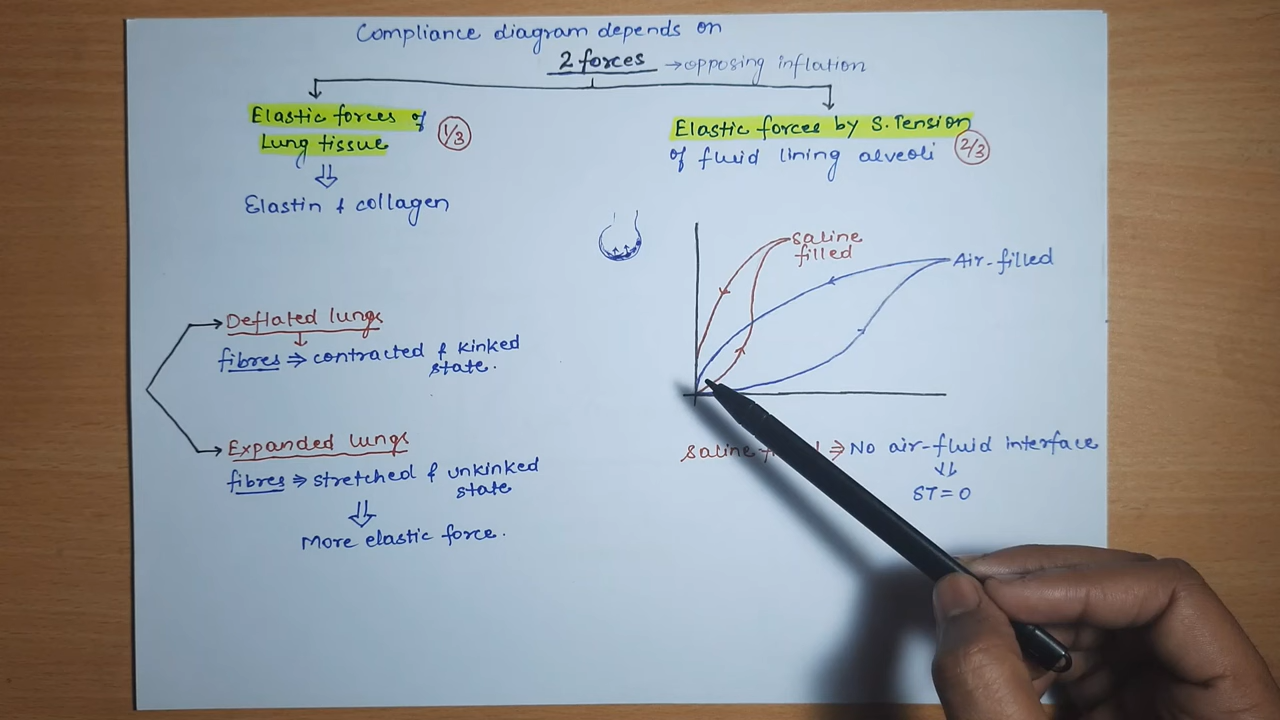 Compliance diagram depends on
2 forces → opposing inflation
Elastic forces of
Lung tissue
1/3
⇓
Elastin & collagen
Elastic forces by S.Tension
of fluid lining alveoli
2/3
Saline
filled
Air-filled
Deflated lungs
fibres ⇒ contracted & kinked
state.
Expanded lungs
fibres ⇒ stretched & unkinked
state
⇓
More elastic force.
Saline ⇒ No air-fluid interface
⇓
ST = 0